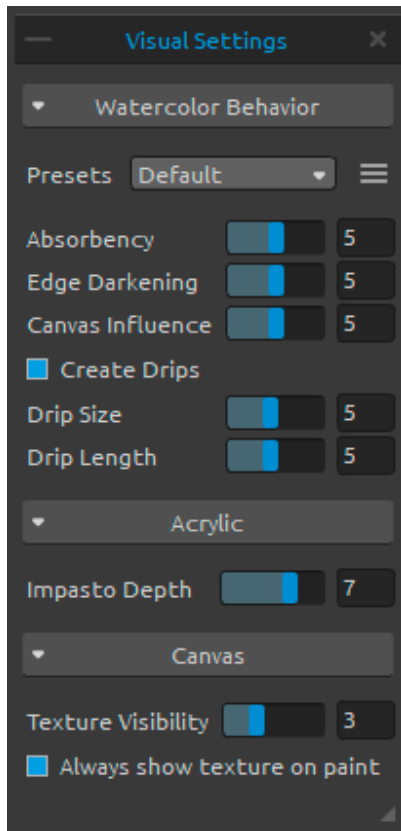 Visual Settings
Watercolor Behavior
Presets Default
Absorbency 5
Edge Darkening 5
Canvas Influence 5
Create Drips
Drip Size 5
Drip Length 5
Acrylic
Impasto Depth 7
Canvas
Texture Visibility 3
Always show texture on paint